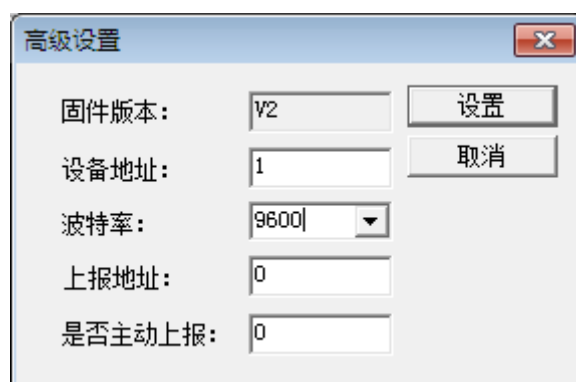 高级设置
固件版本： V2 设置
设备地址： 1 取消
波特率： 9600
上报地址： 0
是否主动上报： 0